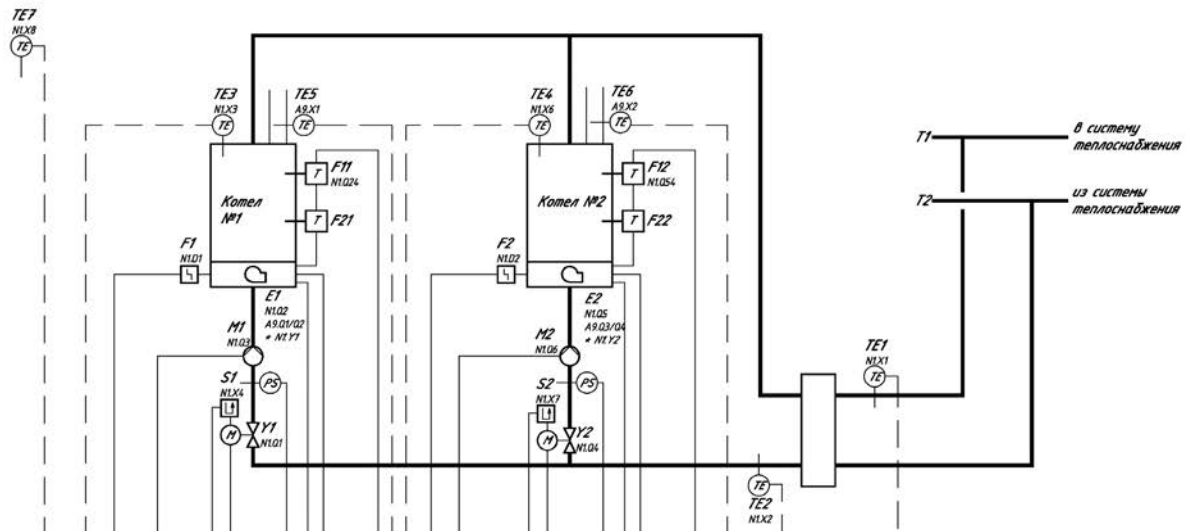 TE7
N1.X8
TE
TE3
N1.X3
TE
TE5
A9.X1
TE
TE4
N1.X6
TE
TE6
A9.X2
TE
T1
в систему
теплоснабжения
T2
из системы
теплоснабжения
Котел
№1
T
F11
N1.Q24
T
F21
Котел №2
T
F12
N1.Q54
T
F22
F1
N1.D1
F2
N1.D2
E1
N1.Q2
A9.Q1/Q2
* N1.Y1
E2
N1.Q5
A9.Q3/Q4
* N1.Y2
M1
N1.Q3
M2
N1.Q6
TE1
N1.X1
TE
S1
N1.X4
PS
S2
N1.X7
PS
M
Y1
N1.Q1
M
Y2
N1.Q4
TE
TE2
N1.X2